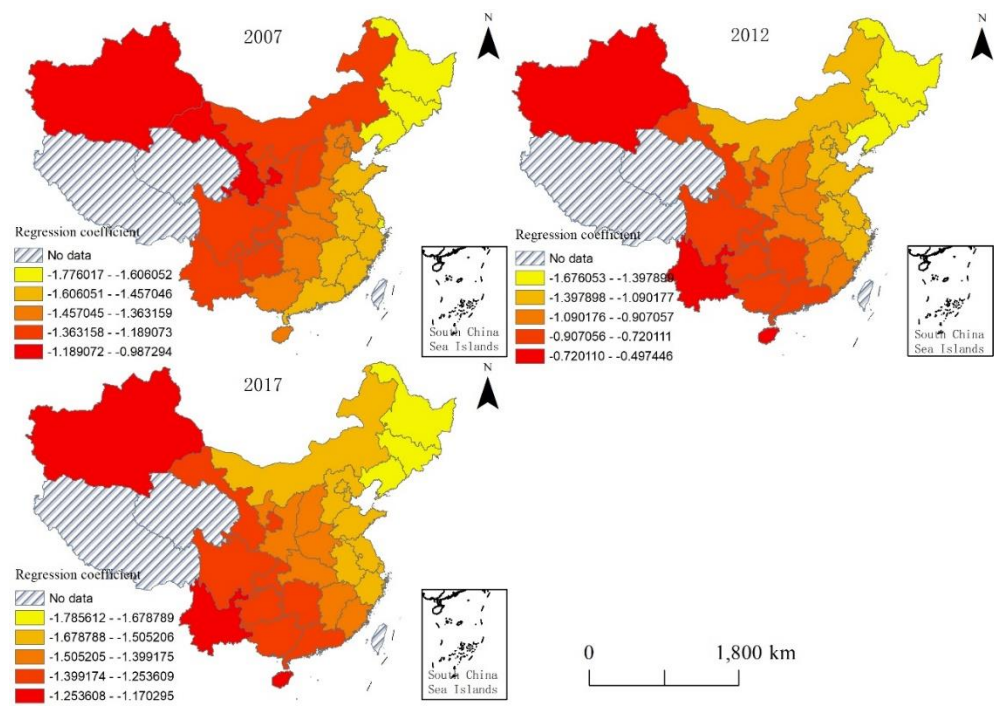 2007
N
Regression coefficient
No data
-1.776017 - -1.606052
-1.606051 - -1.457046
-1.457045 - -1.363159
-1.363158 - -1.189073
-1.189072 - -0.987294
South China
Sea Islands
2012
N
Regression coefficient
No data
-1.676053 - -1.397899
-1.397898 - -1.090177
-1.090176 - -0.907057
-0.907056 - -0.720111
-0.720110 - -0.497446
South China
Sea Islands
2017
N
Regression coefficient
No data
-1.785612 - -1.678789
-1.678788 - -1.505206
-1.505205 - -1.399175
-1.399174 - -1.253609
-1.253608 - -1.170295
South China
Sea Islands
0 1,800 km